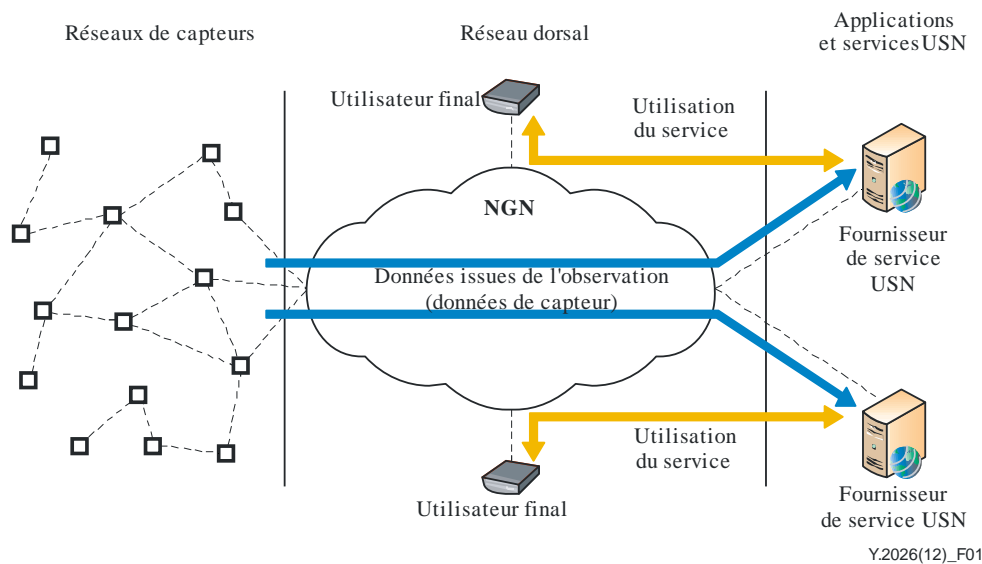 Réseaux de capteurs
Réseau dorsal
Applications
et services USN
Utilisateur final
Utilisation
du service
NGN
Fournisseur
de service
USN
Données issues de l'observation
(données de capteur)
Utilisation
du service
Utilisateur final
Fournisseur
de service USN
Y.2026(12)_F01